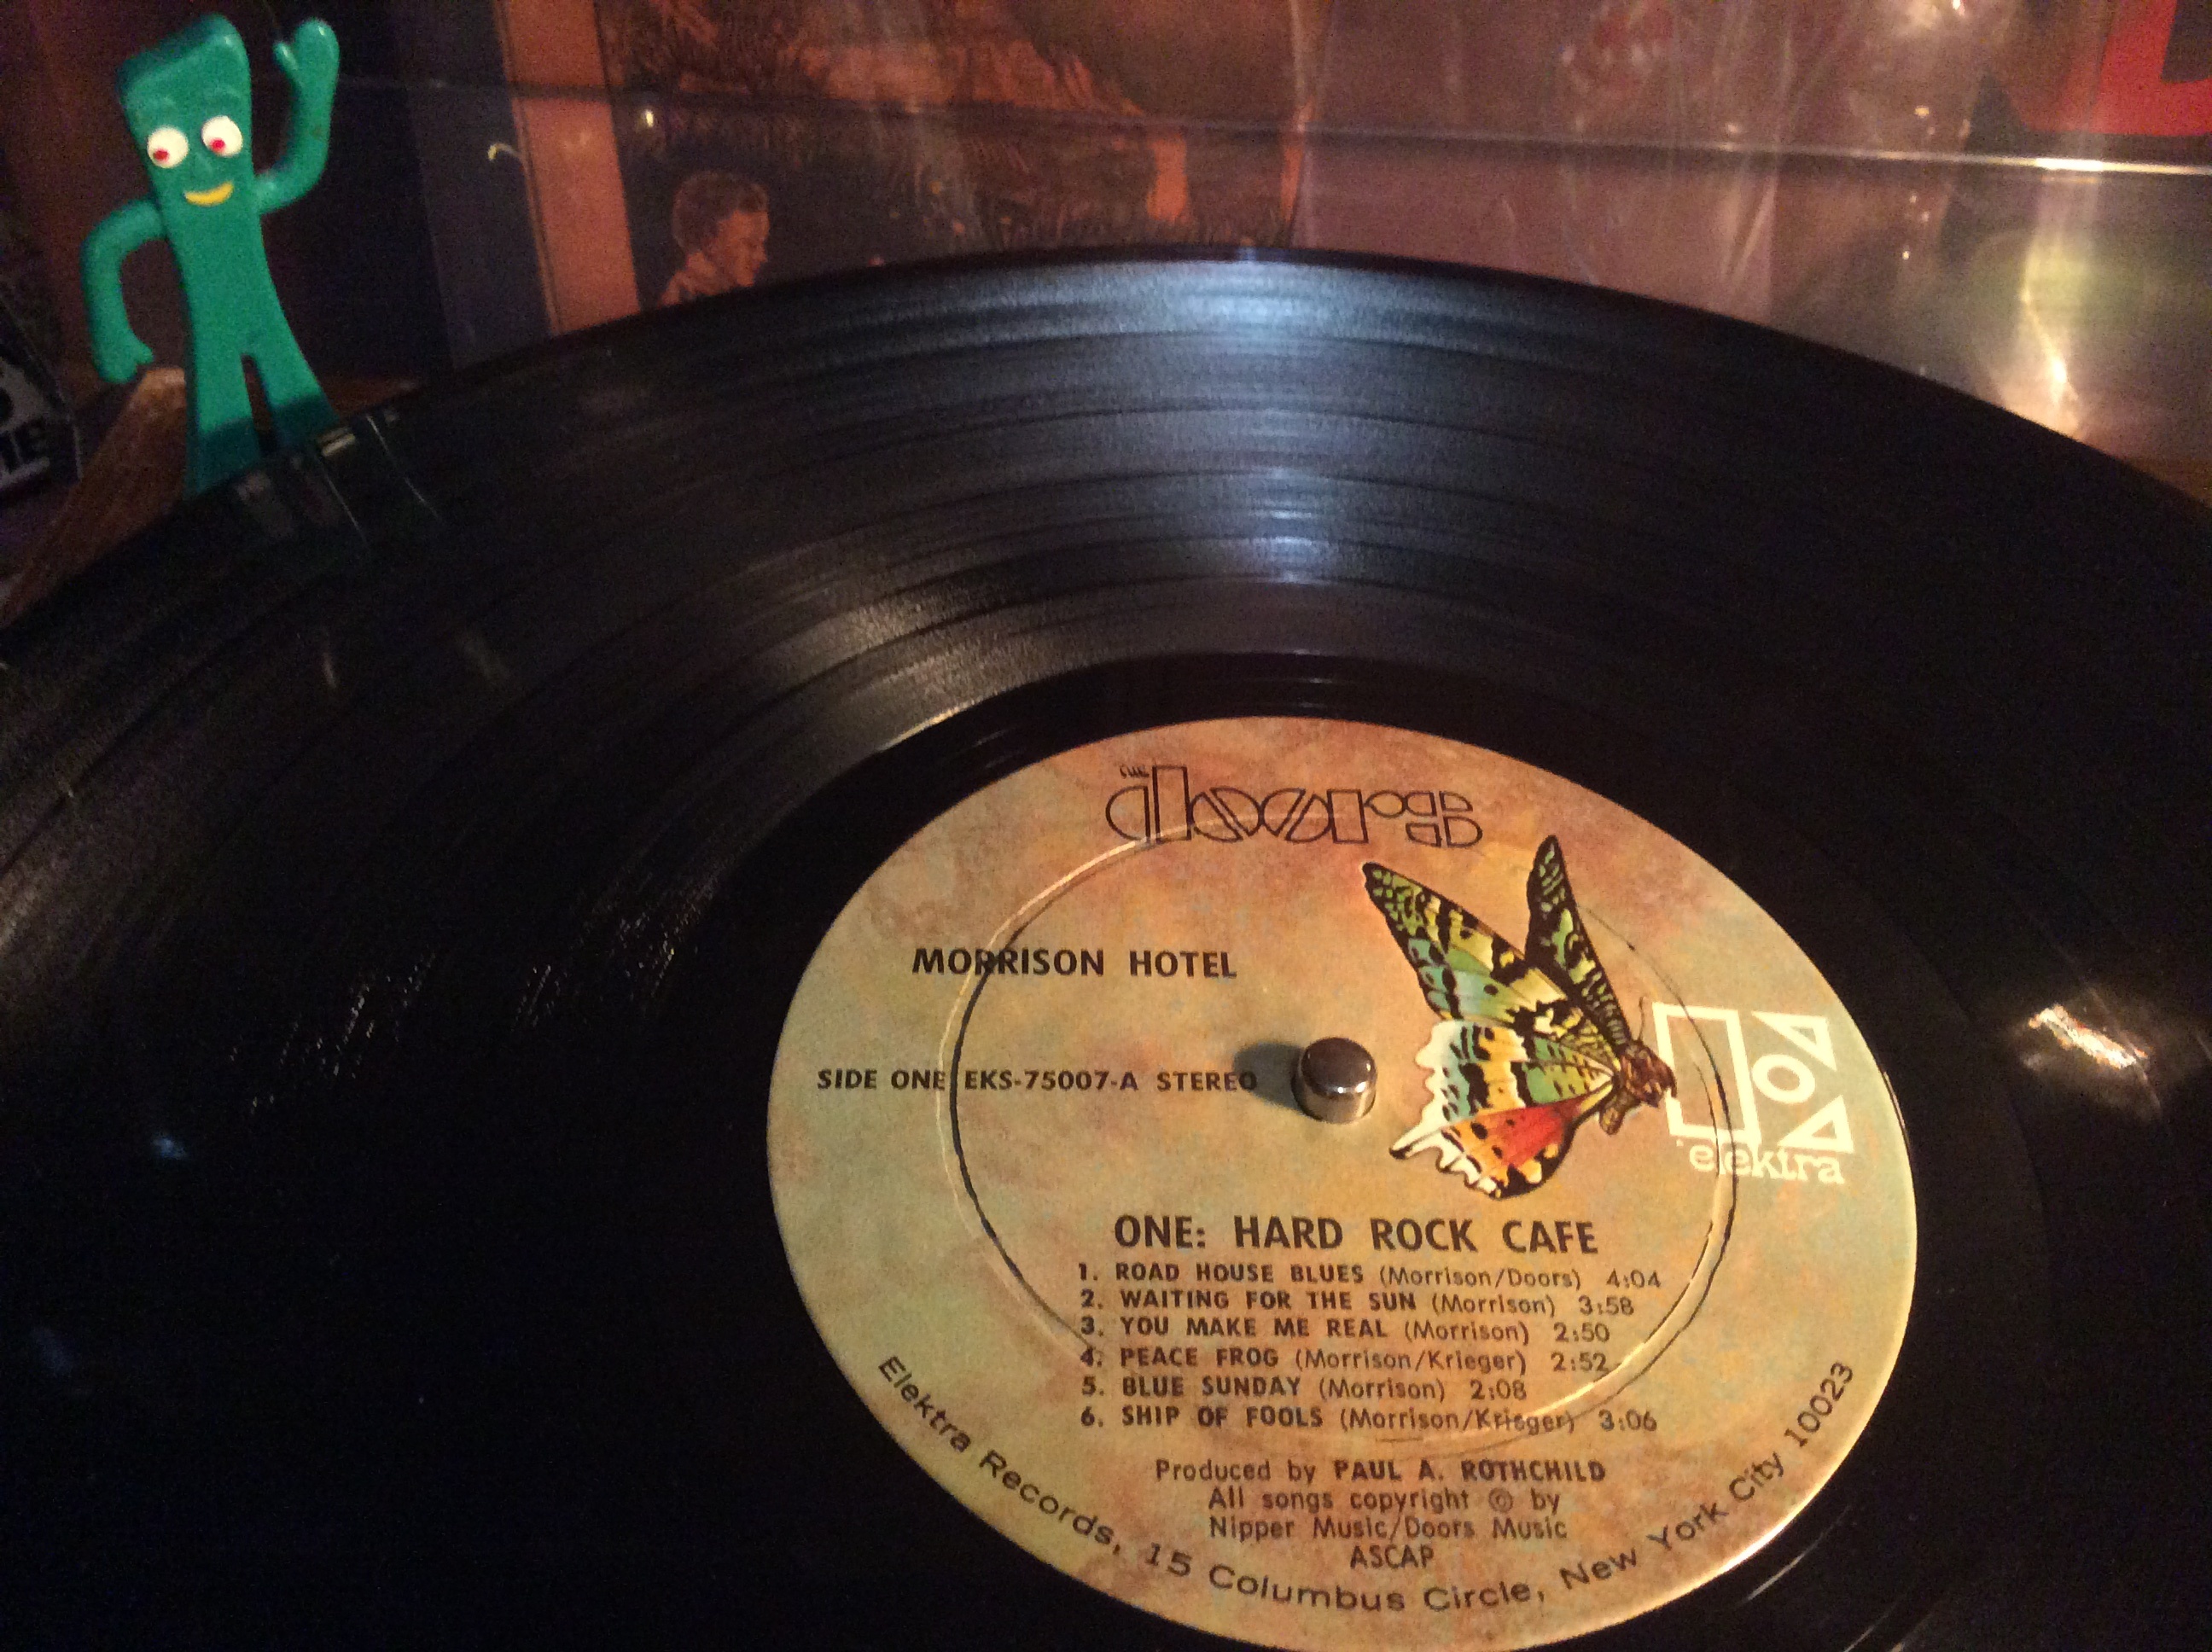 THE
doors
MORRISON HOTEL
SIDE ONE EKS-75007-A STEREO
elektra
ONE: HARD ROCK CAFE
1. ROAD HOUSE BLUES (Morrison/Doors) 4:04
2. WAITING FOR THE SUN (Morrison) 3:58
3. YOU MAKE ME REAL (Morrison) 2:50
4. PEACE FROG (Morrison/Krieger) 2:52
5. BLUE SUNDAY (Morrison) 2:08
6. SHIP OF FOOLS (Morrison/Krieger) 3:06
Produced by PAUL A. ROTHCHILD
All songs copyright © by
Nipper Music/Doors Music
ASCAP
Elektra Records, 15 Columbus Circle, New York City 10023